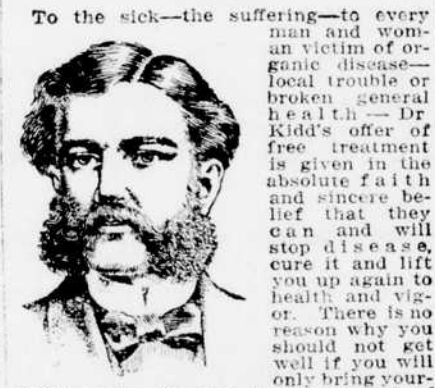 To the sick—the suffering—to every
man and wom-
an victim of or-
ganic disease—
local trouble or
broken general
health — Dr
Kidd's offer of
free treatment
is given in the
absolute faith
and sincere be-
lief that they
can and will
stop disease,
cure it and lift
you up again to
health and vig-
or. There is no
reason why you
should not get
well if you will
only bring your-